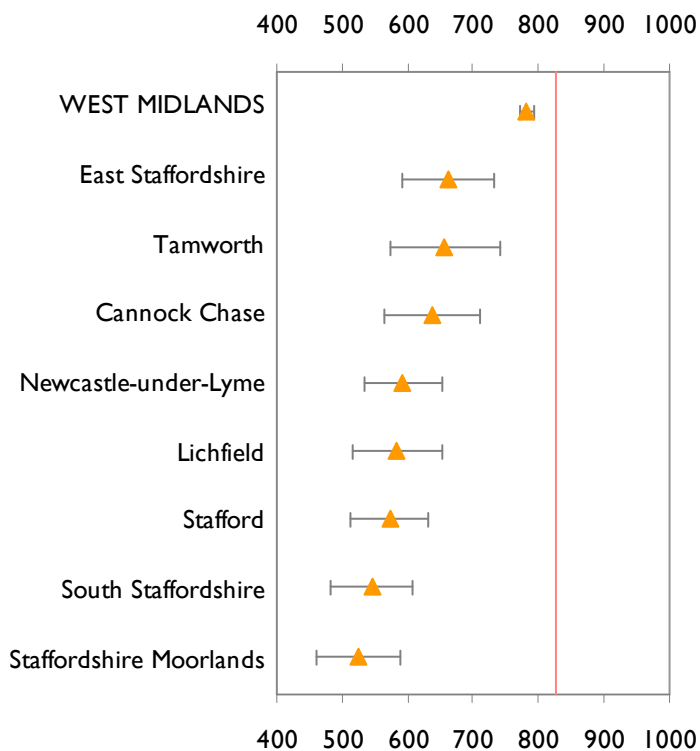 400 500 600 700 800 900 1000
WEST MIDLANDS
East Staffordshire
Tamworth
Cannock Chase
Newcastle-under-Lyme
Lichfield
Stafford
South Staffordshire
Staffordshire Moorlands
400 500 600 700 800 900 1000